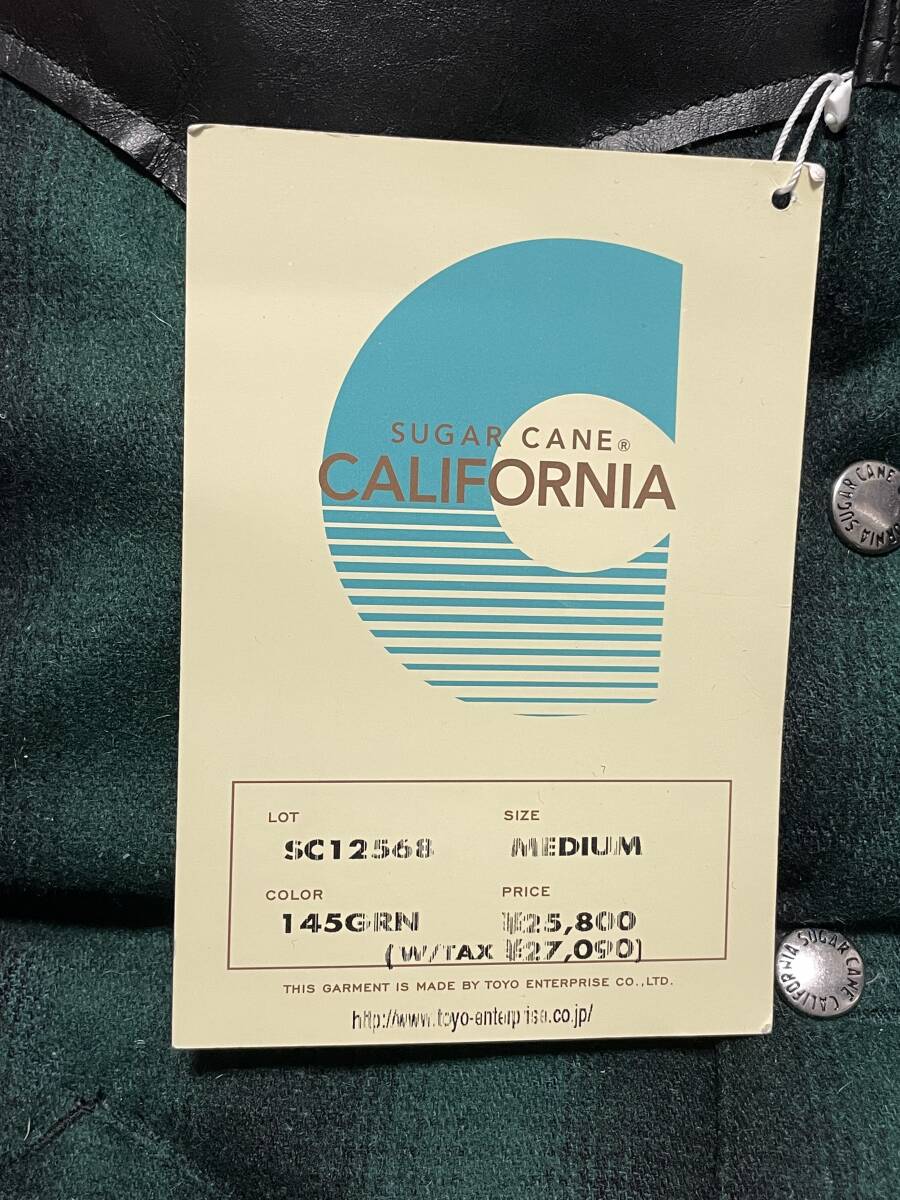 SUGAR CANE®
CALIFORNIA
LOT
SIZE
SC12568
MEDIUM
COLOR
PRICE
145GRN
¥25,800
(W/TAX ¥27,090)
THIS GARMENT IS MADE BY TOYO ENTERPRISE CO.,LTD.
http://www.toyo-enterprise.co.jp/
SUGAR CANE
CALIFORNIA SUGAR CANE